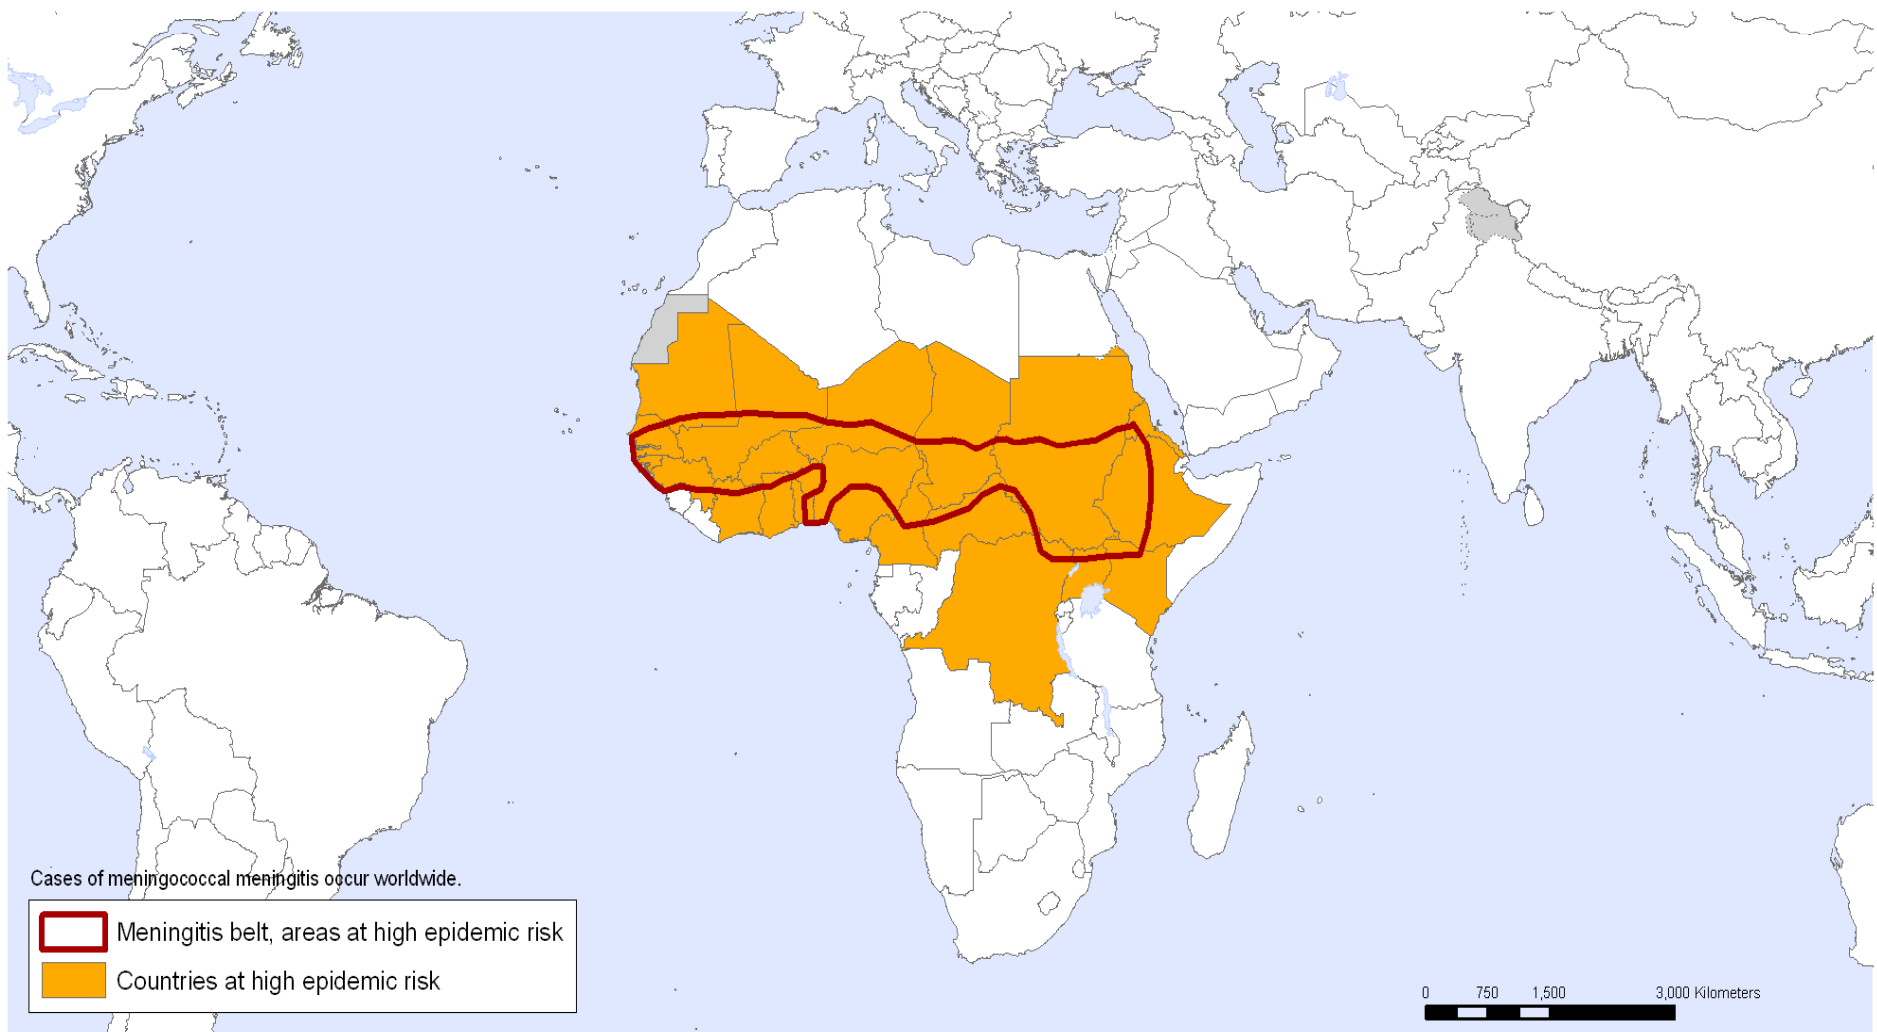 Cases of meningococcal meningitis occur worldwide.
Meningitis belt, areas at high epidemic risk
Countries at high epidemic risk
0 750 1,500 3,000 Kilometers